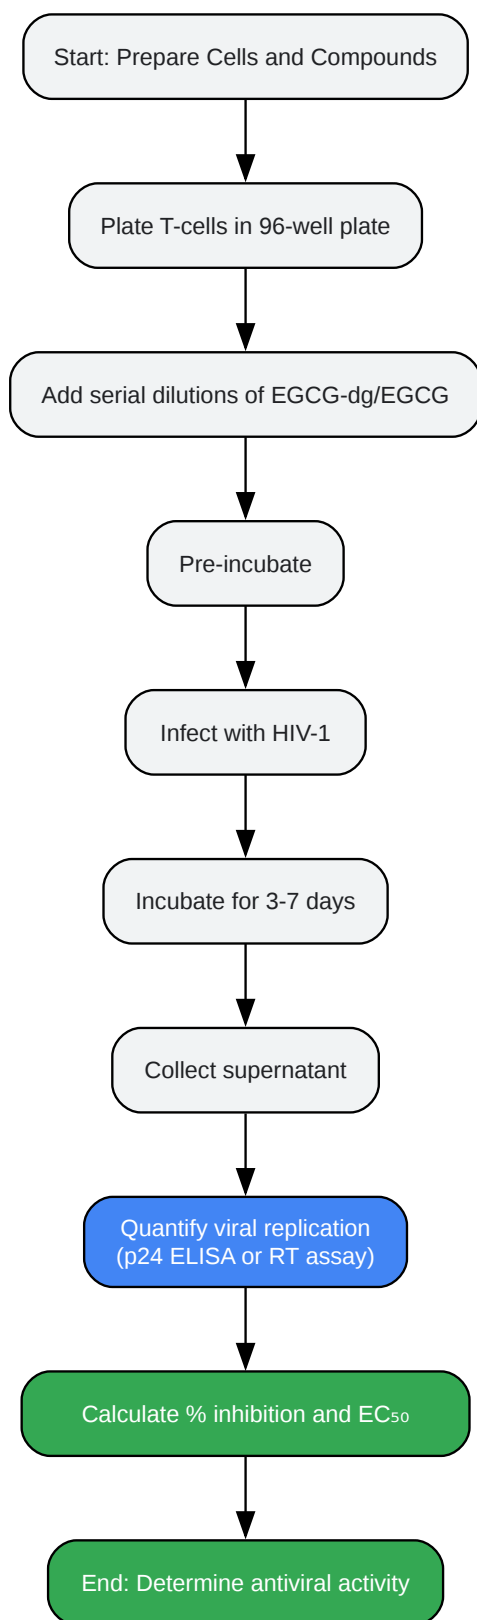 Start: Prepare Cells and Compounds
Plate T-cells in 96-well plate
Add serial dilutions of EGCG-dg/EGCG
Pre-incubate
Infect with HIV-1
Incubate for 3-7 days
Collect supernatant
Quantify viral replication
(p24 ELISA or RT assay)
Calculate % inhibition and EC₅₀
End: Determine antiviral activity